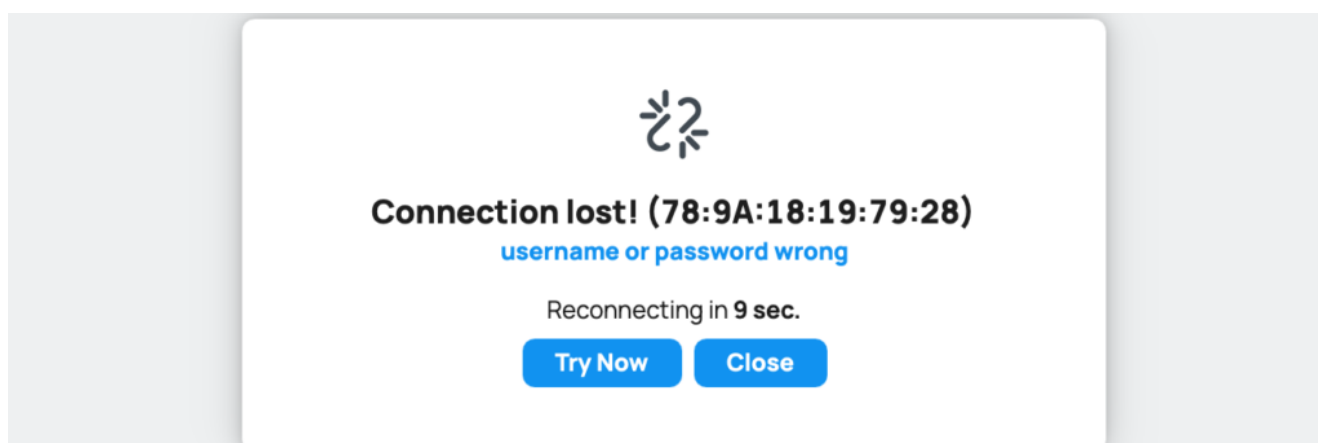 Connection lost! (78:9A:18:19:79:28)
username or password wrong
Reconnecting in 9 sec.
Try Now Close